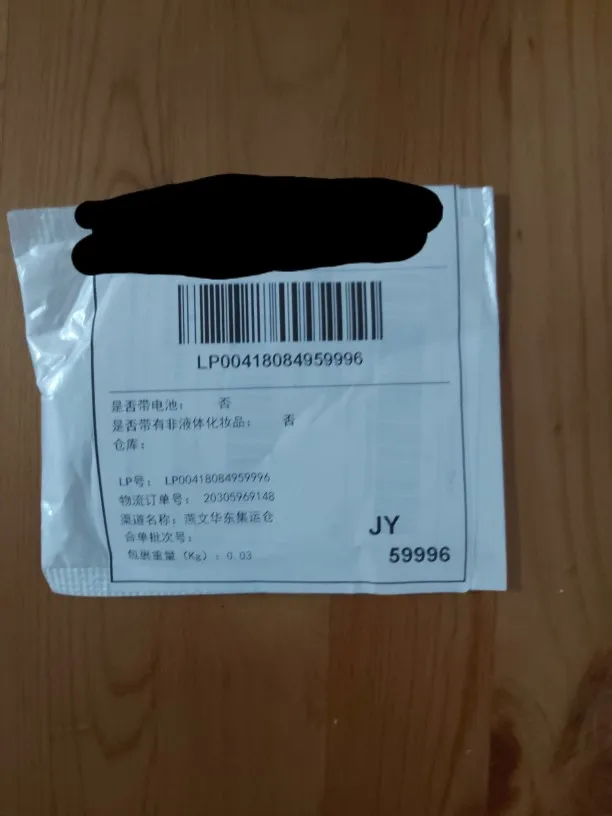 LP00418084959996
是否带电池： 否
是否带有非液体化妆品： 否
仓库：
LP号： LP00418084959996
物流订单号： 20305969148
渠道名称：燕文华东集运仓
合单批次号：
包裹重量（Kg）：0.03
JY
59996